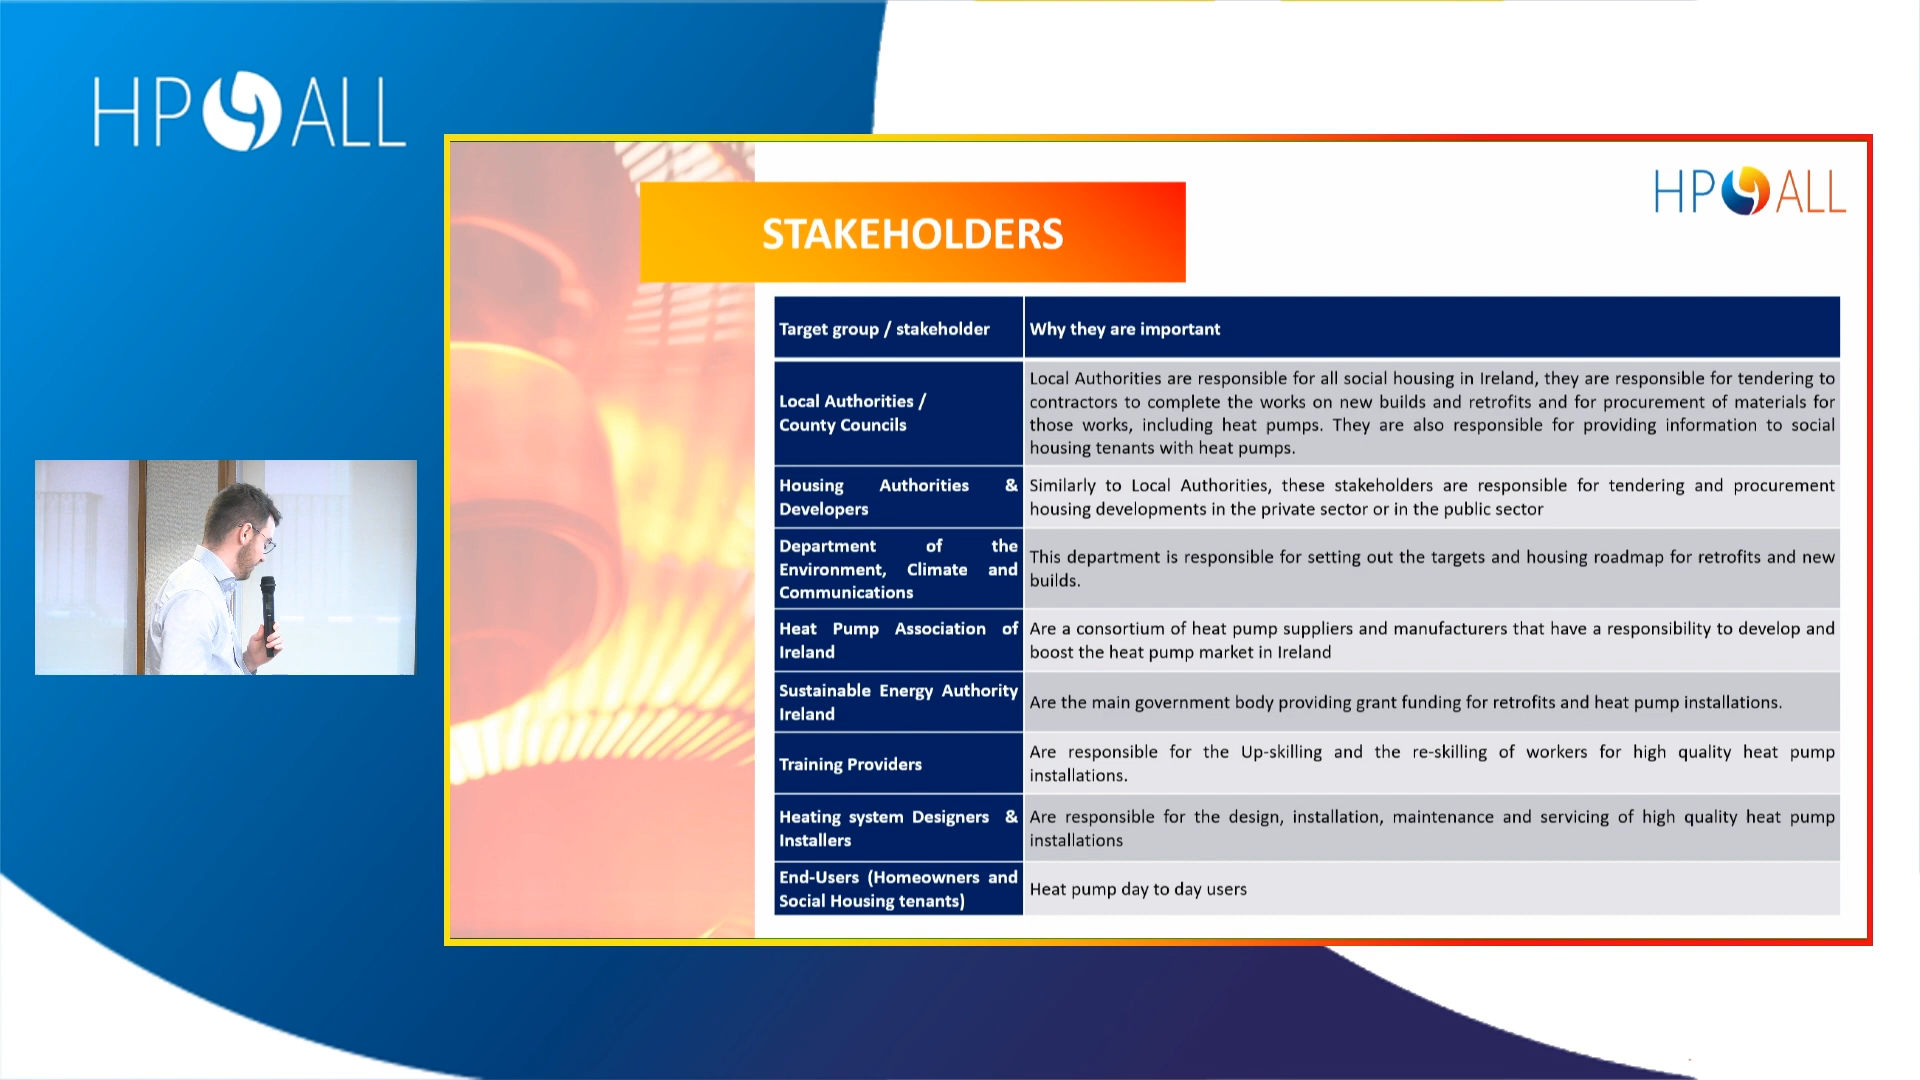 HP4ALL
HP4ALL
STAKEHOLDERS
Target group / stakeholder
Why they are important
Local Authorities /
County Councils
Local Authorities are responsible for all social housing in Ireland, they are responsible for tendering to
contractors to complete the works on new builds and retrofits and for procurement of materials for
those works, including heat pumps. They are also responsible for providing information to social
housing tenants with heat pumps.
Housing Authorities &
Developers
Similarly to Local Authorities, these stakeholders are responsible for tendering and procurement
housing developments in the private sector or in the public sector
Department of the
Environment, Climate and
Communications
This department is responsible for setting out the targets and housing roadmap for retrofits and new
builds.
Heat Pump Association of
Ireland
Are a consortium of heat pump suppliers and manufacturers that have a responsibility to develop and
boost the heat pump market in Ireland
Sustainable Energy Authority
Ireland
Are the main government body providing grant funding for retrofits and heat pump installations.
Training Providers
Are responsible for the Up-skilling and the re-skilling of workers for high quality heat pump
installations.
Heating system Designers &
Installers
Are responsible for the design, installation, maintenance and servicing of high quality heat pump
installations
End-Users (Homeowners and
Social Housing tenants)
Heat pump day to day users